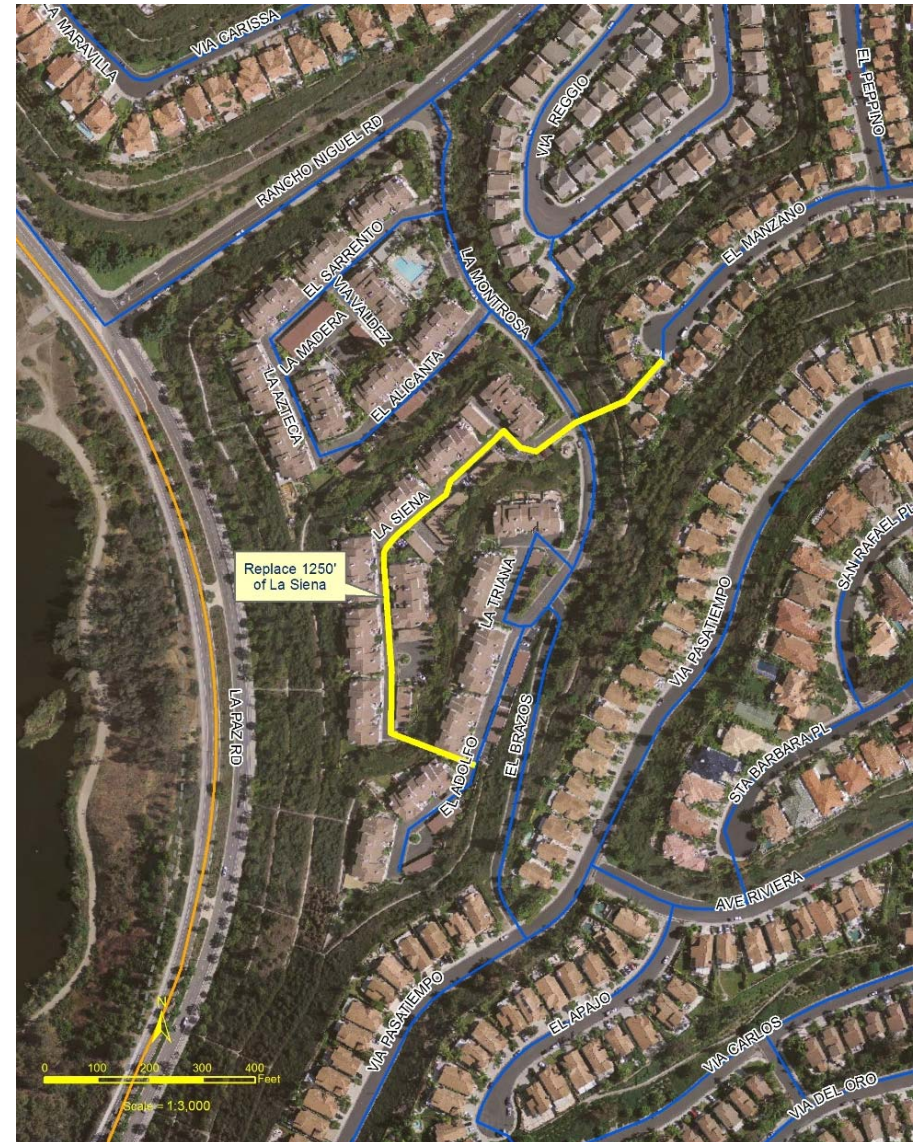 LA MARAVILLA
VIA CARISSA
RANCHO NIGUEL RD
VIA REGGIO
EL PEPPINO
EL MANZANO
EL SARRENTO
VIA VALDEZ
LA MADERA
LA MONTROSA
EL ALICANTA
LA AZTECA
LA SIENA
Replace 1250'
of La Siena
LA TRIANA
SAN RAFAEL PL
VIA PASATIEMPO
LA PAZ RD
EL BRAZOS
EL ADOLFO
STA BARBARA PL
AVE RIVIERA
VIA PASATIEMPO
EL APAJO
VIA CARLOS
VIA DEL ORO
N
0 100 200 300 400
Feet
Scale = 1:3,000